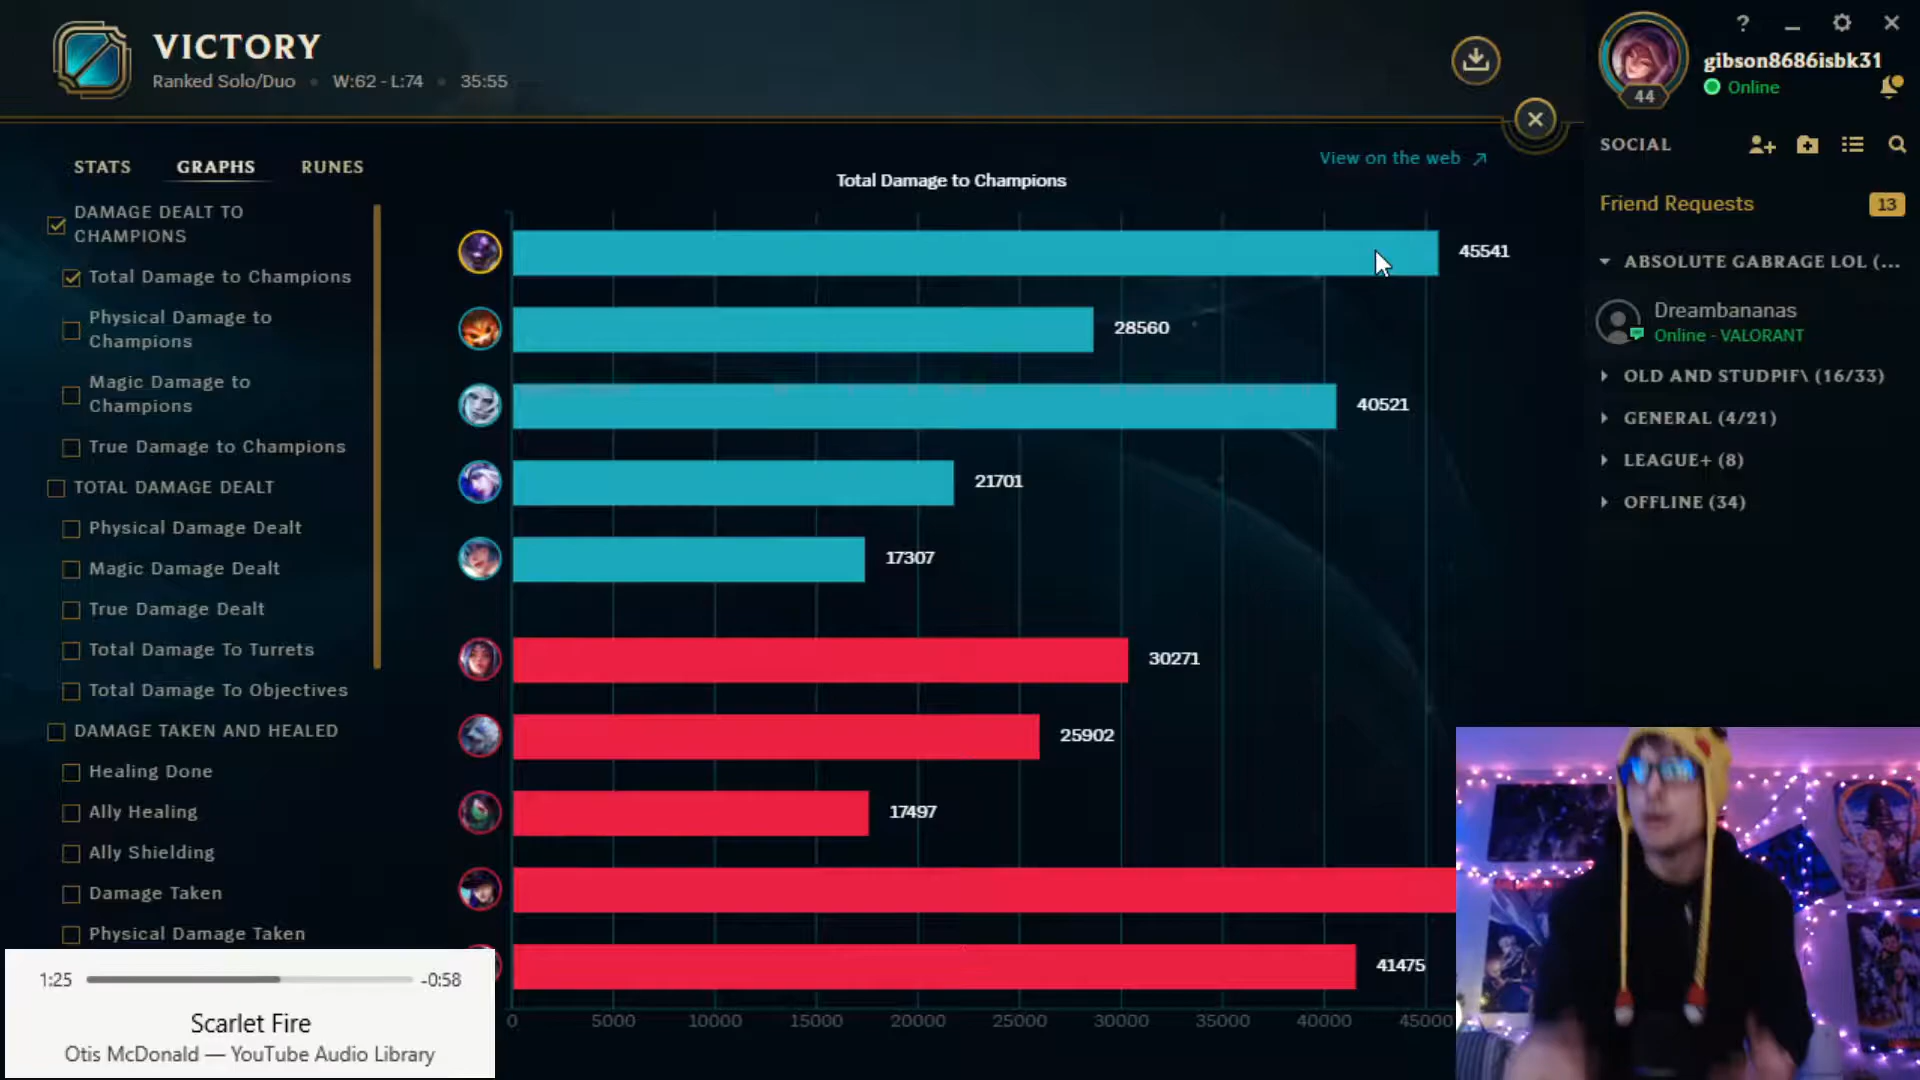 VICTORY
Ranked Solo/Duo • W:62 - L:74 • 35:55
gibson8686isbk31
Online
44
SOCIAL
Friend Requests 13
ABSOLUTE GABRAGE LOL (...
Dreambananas
Online - VALORANT
OLD AND STUDPIF\ (16/33)
GENERAL (4/21)
LEAGUE+ (8)
OFFLINE (34)
STATS GRAPHS RUNES
View on the web
DAMAGE DEALT TO
CHAMPIONS
Total Damage to Champions
Physical Damage to
Champions
Magic Damage to
Champions
True Damage to Champions
TOTAL DAMAGE DEALT
Physical Damage Dealt
Magic Damage Dealt
True Damage Dealt
Total Damage To Turrets
Total Damage To Objectives
DAMAGE TAKEN AND HEALED
Healing Done
Ally Healing
Ally Shielding
Damage Taken
Physical Damage Taken
Total Damage to Champions
45541
28560
40521
21701
17307
30271
25902
17497
41475
0 5000 10000 15000 20000 25000 30000 35000 40000 45000
1:25 -0:58
Scarlet Fire
Otis McDonald — YouTube Audio Library